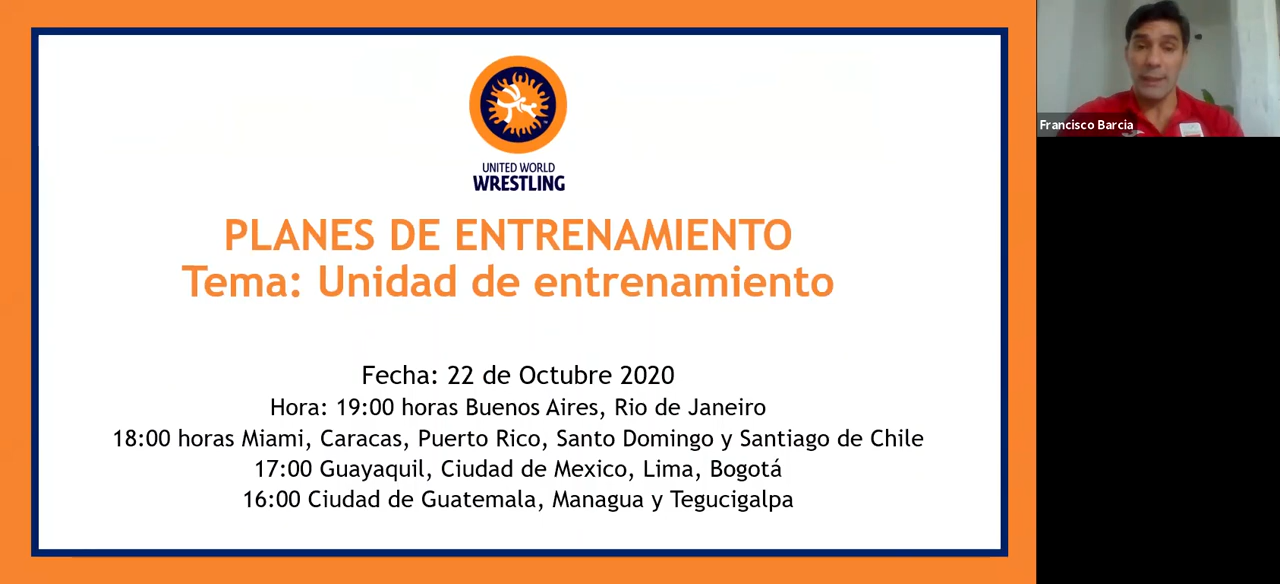 UNITED WORLD
WRESTLING
PLANES DE ENTRENAMIENTO
Tema: Unidad de entrenamiento
Fecha: 22 de Octubre 2020
Hora: 19:00 horas Buenos Aires, Rio de Janeiro
18:00 horas Miami, Caracas, Puerto Rico, Santo Domingo y Santiago de Chile
17:00 Guayaquil, Ciudad de Mexico, Lima, Bogotá
16:00 Ciudad de Guatemala, Managua y Tegucigalpa
Francisco Barcia